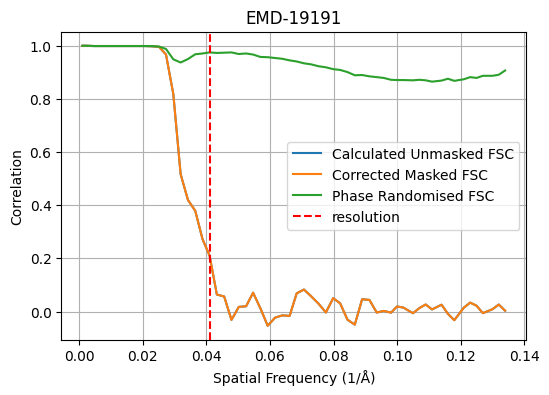 EMD-19191
Correlation
1.0
0.8
0.6
0.4
0.2
0.0
Calculated Unmasked FSC
Corrected Masked FSC
Phase Randomised FSC
resolution
0.00 0.02 0.04 0.06 0.08 0.10 0.12 0.14
Spatial Frequency (1/Å)